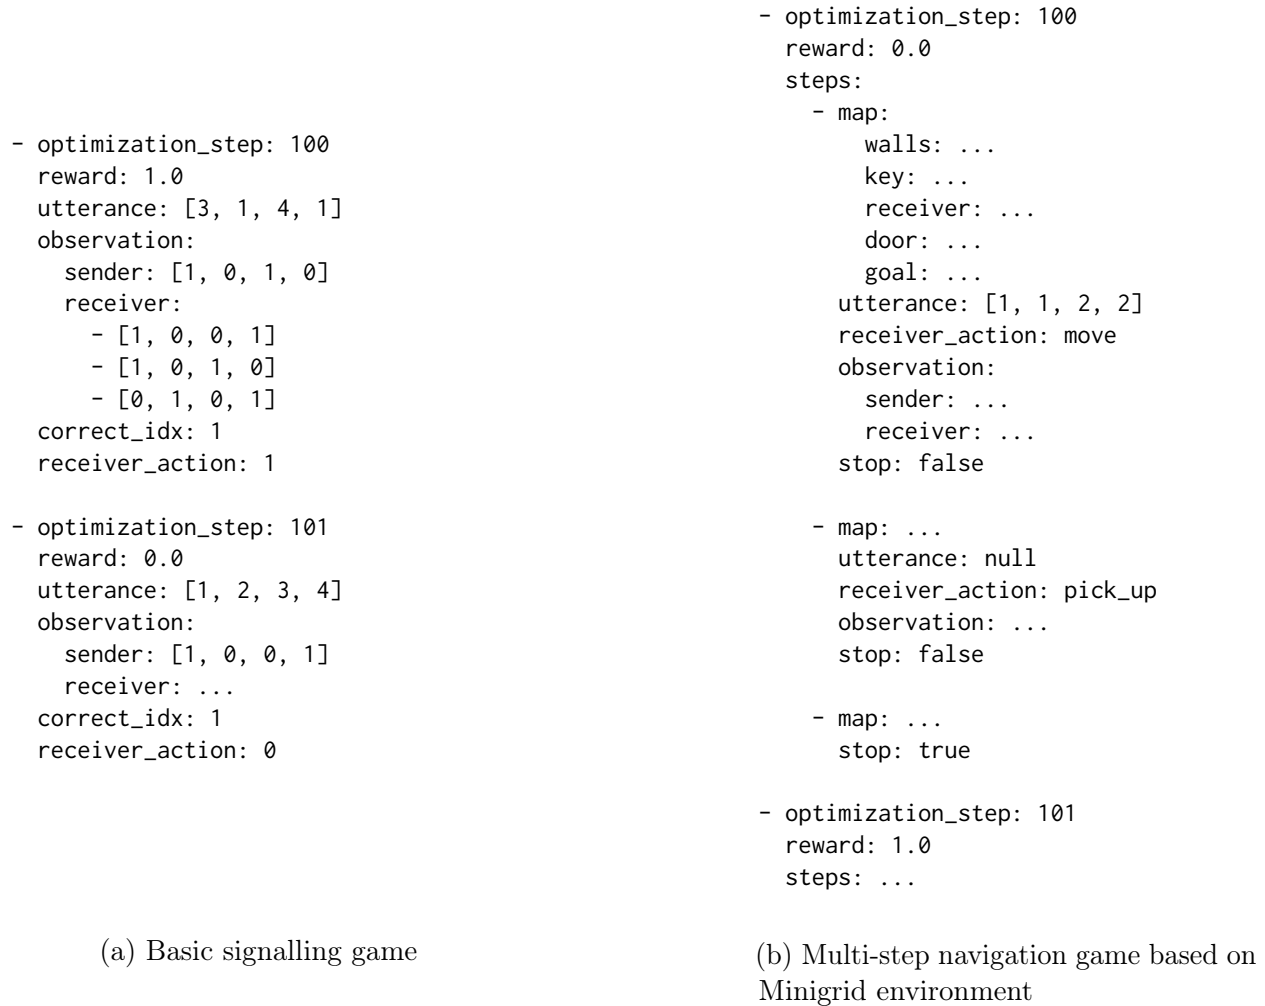 - optimization_step: 100
  reward: 1.0
  utterance: [3, 1, 4, 1]
  observation:
    sender: [1, 0, 1, 0]
    receiver:
      - [1, 0, 0, 1]
      - [1, 0, 1, 0]
      - [0, 1, 0, 1]
  correct_idx: 1
  receiver_action: 1

- optimization_step: 101
  reward: 0.0
  utterance: [1, 2, 3, 4]
  observation:
    sender: [1, 0, 0, 1]
    receiver: ...
  correct_idx: 1
  receiver_action: 0

(a) Basic signalling game

- optimization_step: 100
  reward: 0.0
  steps:
    - map:
        walls: ...
        key: ...
        receiver: ...
        door: ...
        goal: ...
      utterance: [1, 1, 2, 2]
      receiver_action: move
      observation:
        sender: ...
        receiver: ...
      stop: false

    - map: ...
      utterance: null
      receiver_action: pick_up
      observation: ...
      stop: false

    - map: ...
      stop: true

- optimization_step: 101
  reward: 1.0
  steps: ...

(b) Multi-step navigation game based on
Minigrid environment